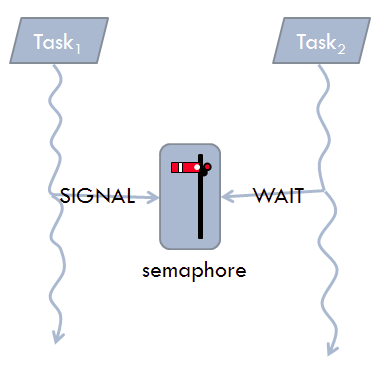 Task₁
Task₂
SIGNAL
WAIT
semaphore